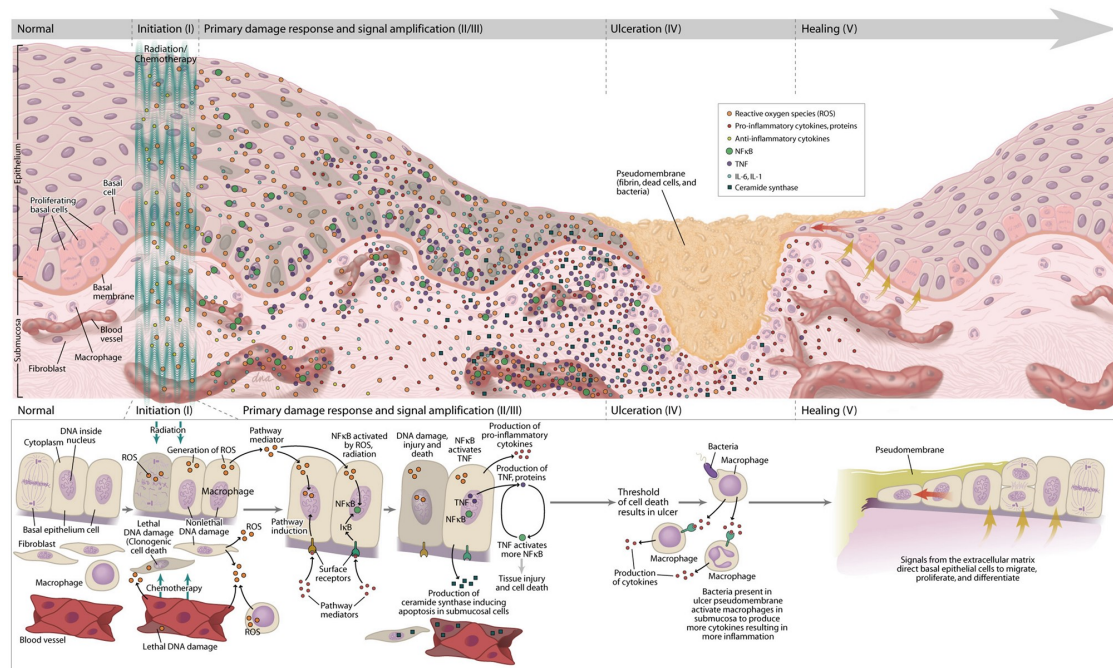 Normal
Initiation (I)
Primary damage response and signal amplification (II/III)
Ulceration (IV)
Healing (V)
Radiation/
Chemotherapy
Epithelium
Submucosa
Basal
cell
Proliferating
basal cells
Basal
membrane
Blood
vessel
Macrophage
Fibroblast
Pseudomembrane
(fibrin, dead cells, and
bacteria)
Reactive oxygen species (ROS)
Pro-inflammatory cytokines, proteins
Anti-inflammatory cytokines
NFκB
TNF
IL-6, IL-1
Ceramide synthase
Normal
Initiation (I)
Primary damage response and signal amplification (II/III)
Ulceration (IV)
Healing (V)
DNA inside
nucleus
Cytoplasm
Basal epithelium cell
Fibroblast
Macrophage
Blood vessel
Radiation
ROS
Generation of ROS
Macrophage
Lethal
DNA damage
(Clonogenic
cell death)
Nonlethal
DNA damage
ROS
Chemotherapy
ROS
Lethal DNA damage
Pathway
mediator
NFκB activated
by ROS,
radiation
NFκB
IκB
Pathway
induction
Surface
receptors
Pathway
mediators
DNA damage,
injury and
death
NFκB
activates
TNF
Production of
pro-inflammatory
cytokines
TNF
NFκB
Production of
TNF, proteins
TNF activates
more NFκB
Tissue injury
and cell death
Production of
ceramide synthase inducing
apoptosis in submucosal cells
Threshold
of cell death
results in ulcer
Bacteria
Macrophage
Macrophage
Production
of cytokines
Macrophage
Bacteria present in
ulcer pseudomembrane
activate macrophages in
submucosa to produce
more cytokines resulting in
more inflammation
Pseudomembrane
Signals from the extracellular matrix
direct basal epithelial cells to migrate,
proliferate, and differentiate